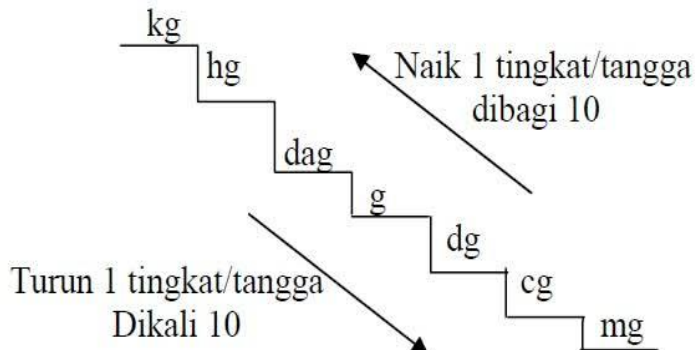 kg
hg
Naik 1 tingkat/tangga
dibagi 10
dag
g
dg
Turun 1 tingkat/tangga
Dikali 10
cg
mg